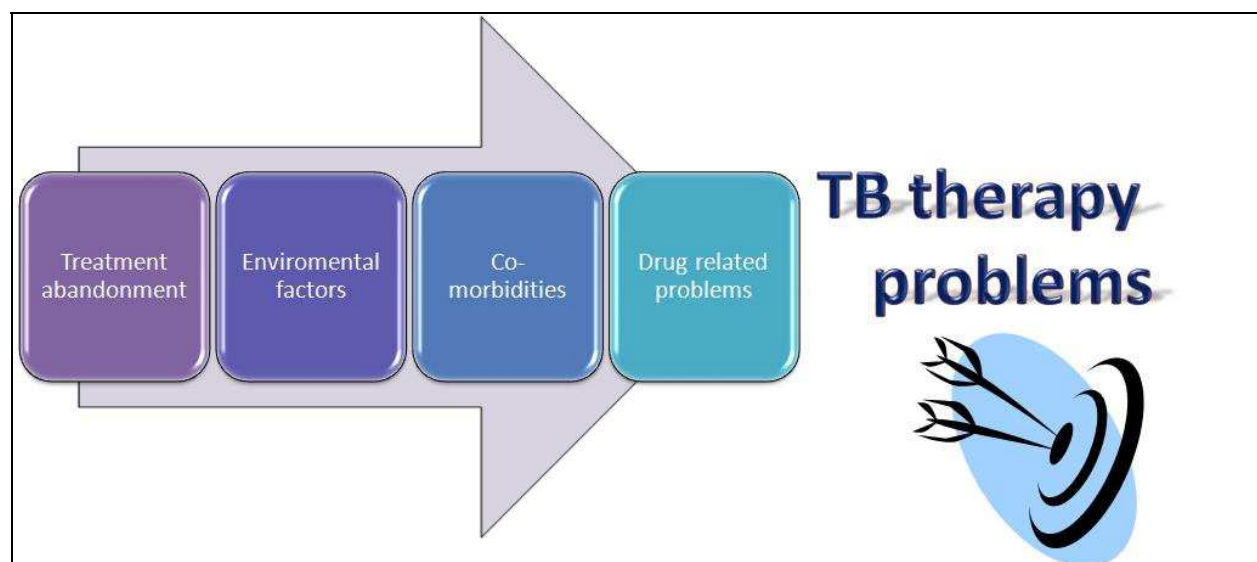 Treatment
abandonment
Enviromental
factors
Co-
morbidities
Drug related
problems
TB therapy
problems